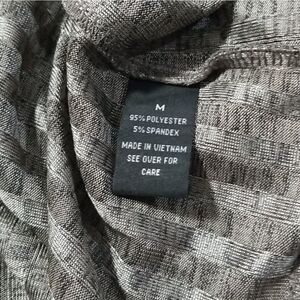 M
95% POLYESTER
5% SPANDEX
MADE IN VIETNAM
SEE OVER FOR
CARE